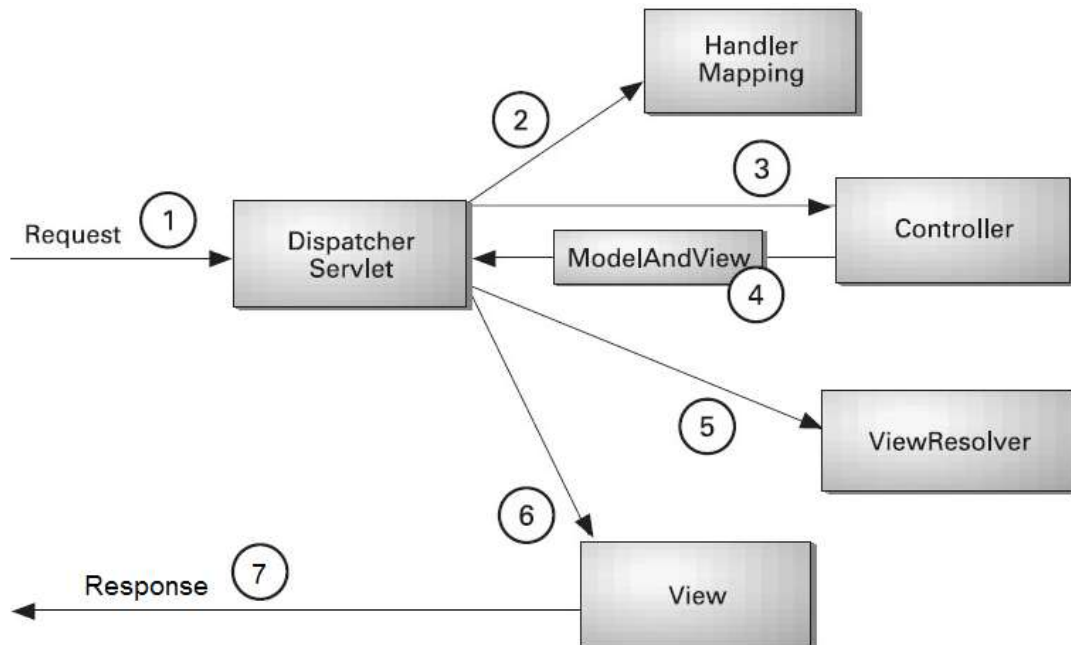 Handler
Mapping
2
3
Request
1
Dispatcher
Servlet
Controller
ModelAndView
4
5
ViewResolver
6
Response
7
View